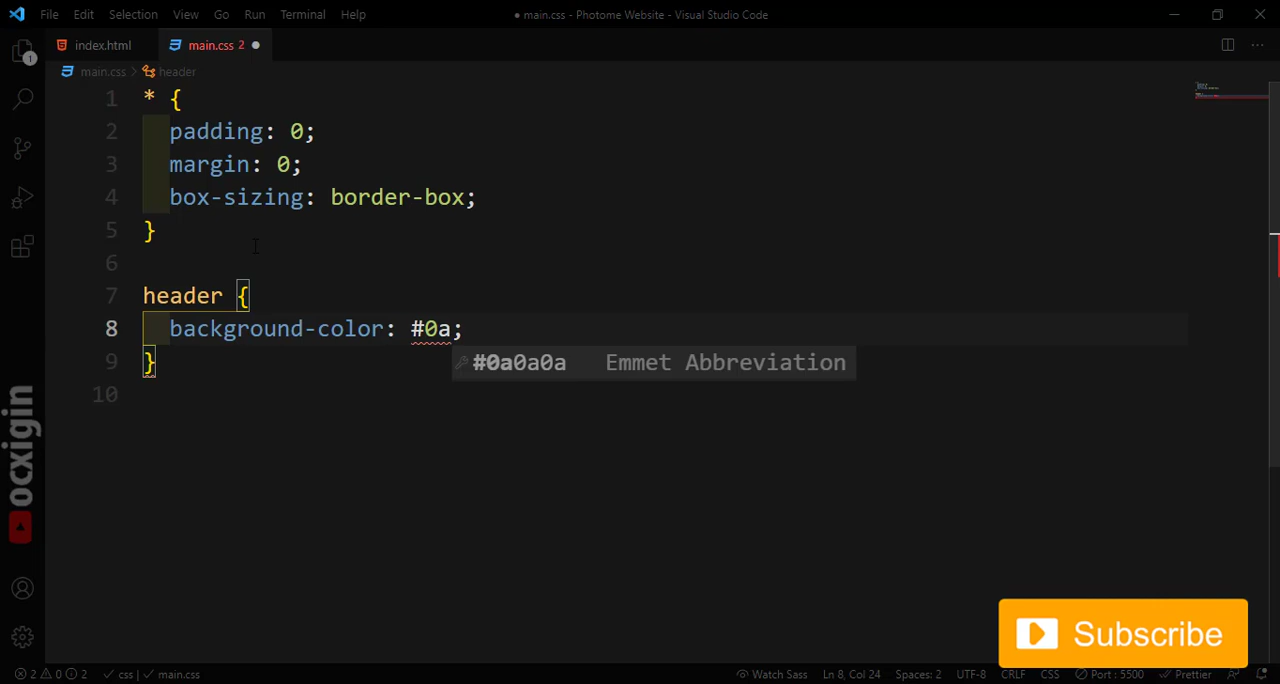 File Edit Selection View Go Run Terminal Help
● main.css - Photome Website - Visual Studio Code
index.html
main.css 2 ●
main.css > header
1 * {
2 padding: 0;
3 margin: 0;
4 box-sizing: border-box;
5 }
6
7 header {
8 background-color: #0a;
#0a0a0a Emmet Abbreviation
9 }
10
1
ocxigin
Subscribe
2 0 2 css | main.css
Watch Sass Ln 8, Col 24 Spaces: 2 UTF-8 CRLF CSS Port : 5500 Prettier